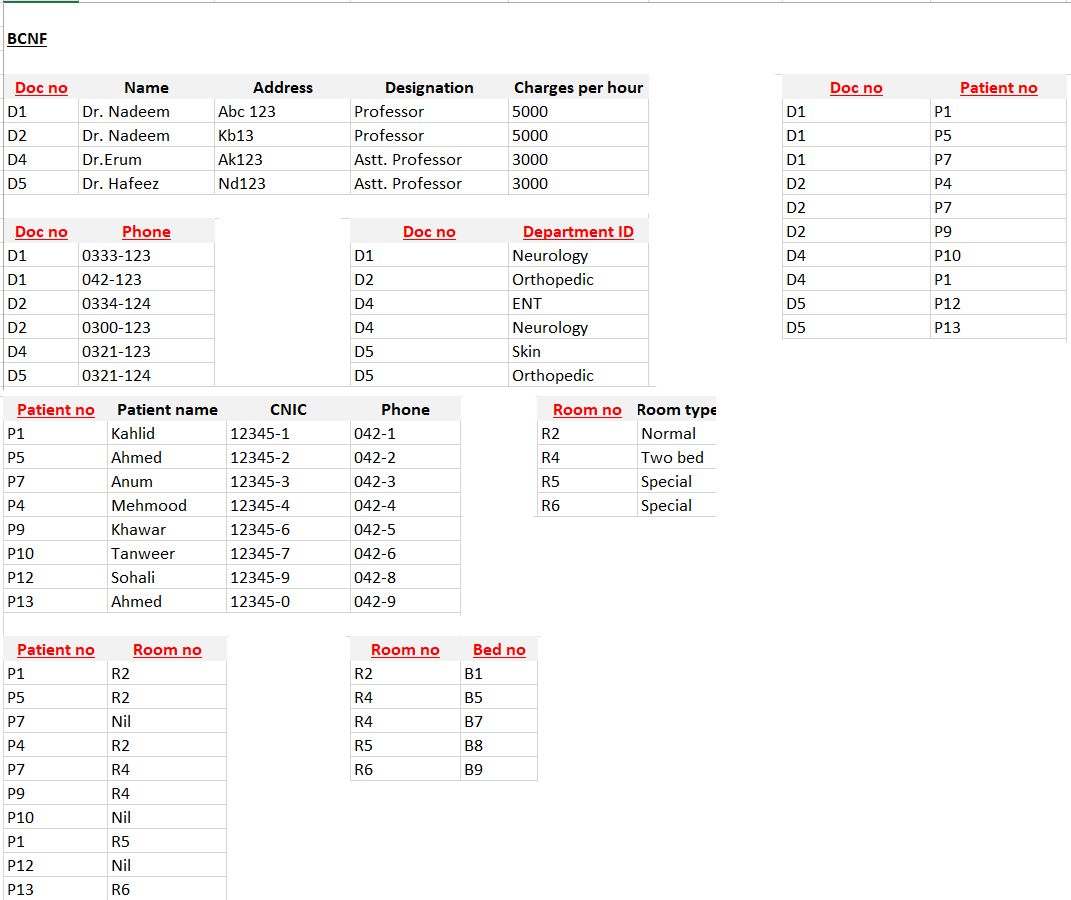 BCNF
Doc no Name Address Designation Charges per hour
D1 Dr. Nadeem Abc 123 Professor 5000
D2 Dr. Nadeem Kb13 Professor 5000
D4 Dr.Erum Ak123 Astt. Professor 3000
D5 Dr. Hafeez Nd123 Astt. Professor 3000
Doc no Patient no
D1 P1
D1 P5
D1 P7
D2 P4
D2 P7
D2 P9
D4 P10
D4 P1
D5 P12
D5 P13
Doc no Phone
D1 0333-123
D1 042-123
D2 0334-124
D2 0300-123
D4 0321-123
D5 0321-124
Doc no Department ID
D1 Neurology
D2 Orthopedic
D4 ENT
D4 Neurology
D5 Skin
D5 Orthopedic
Patient no Patient name CNIC Phone
P1 Kahlid 12345-1 042-1
P5 Ahmed 12345-2 042-2
P7 Anum 12345-3 042-3
P4 Mehmood 12345-4 042-4
P9 Khawar 12345-6 042-5
P10 Tanweer 12345-7 042-6
P12 Sohali 12345-9 042-8
P13 Ahmed 12345-0 042-9
Room no Room type
R2 Normal
R4 Two bed
R5 Special
R6 Special
Patient no Room no
P1 R2
P5 R2
P7 Nil
P4 R2
P7 R4
P9 R4
P10 Nil
P1 R5
P12 Nil
P13 R6
Room no Bed no
R2 B1
R4 B5
R4 B7
R5 B8
R6 B9